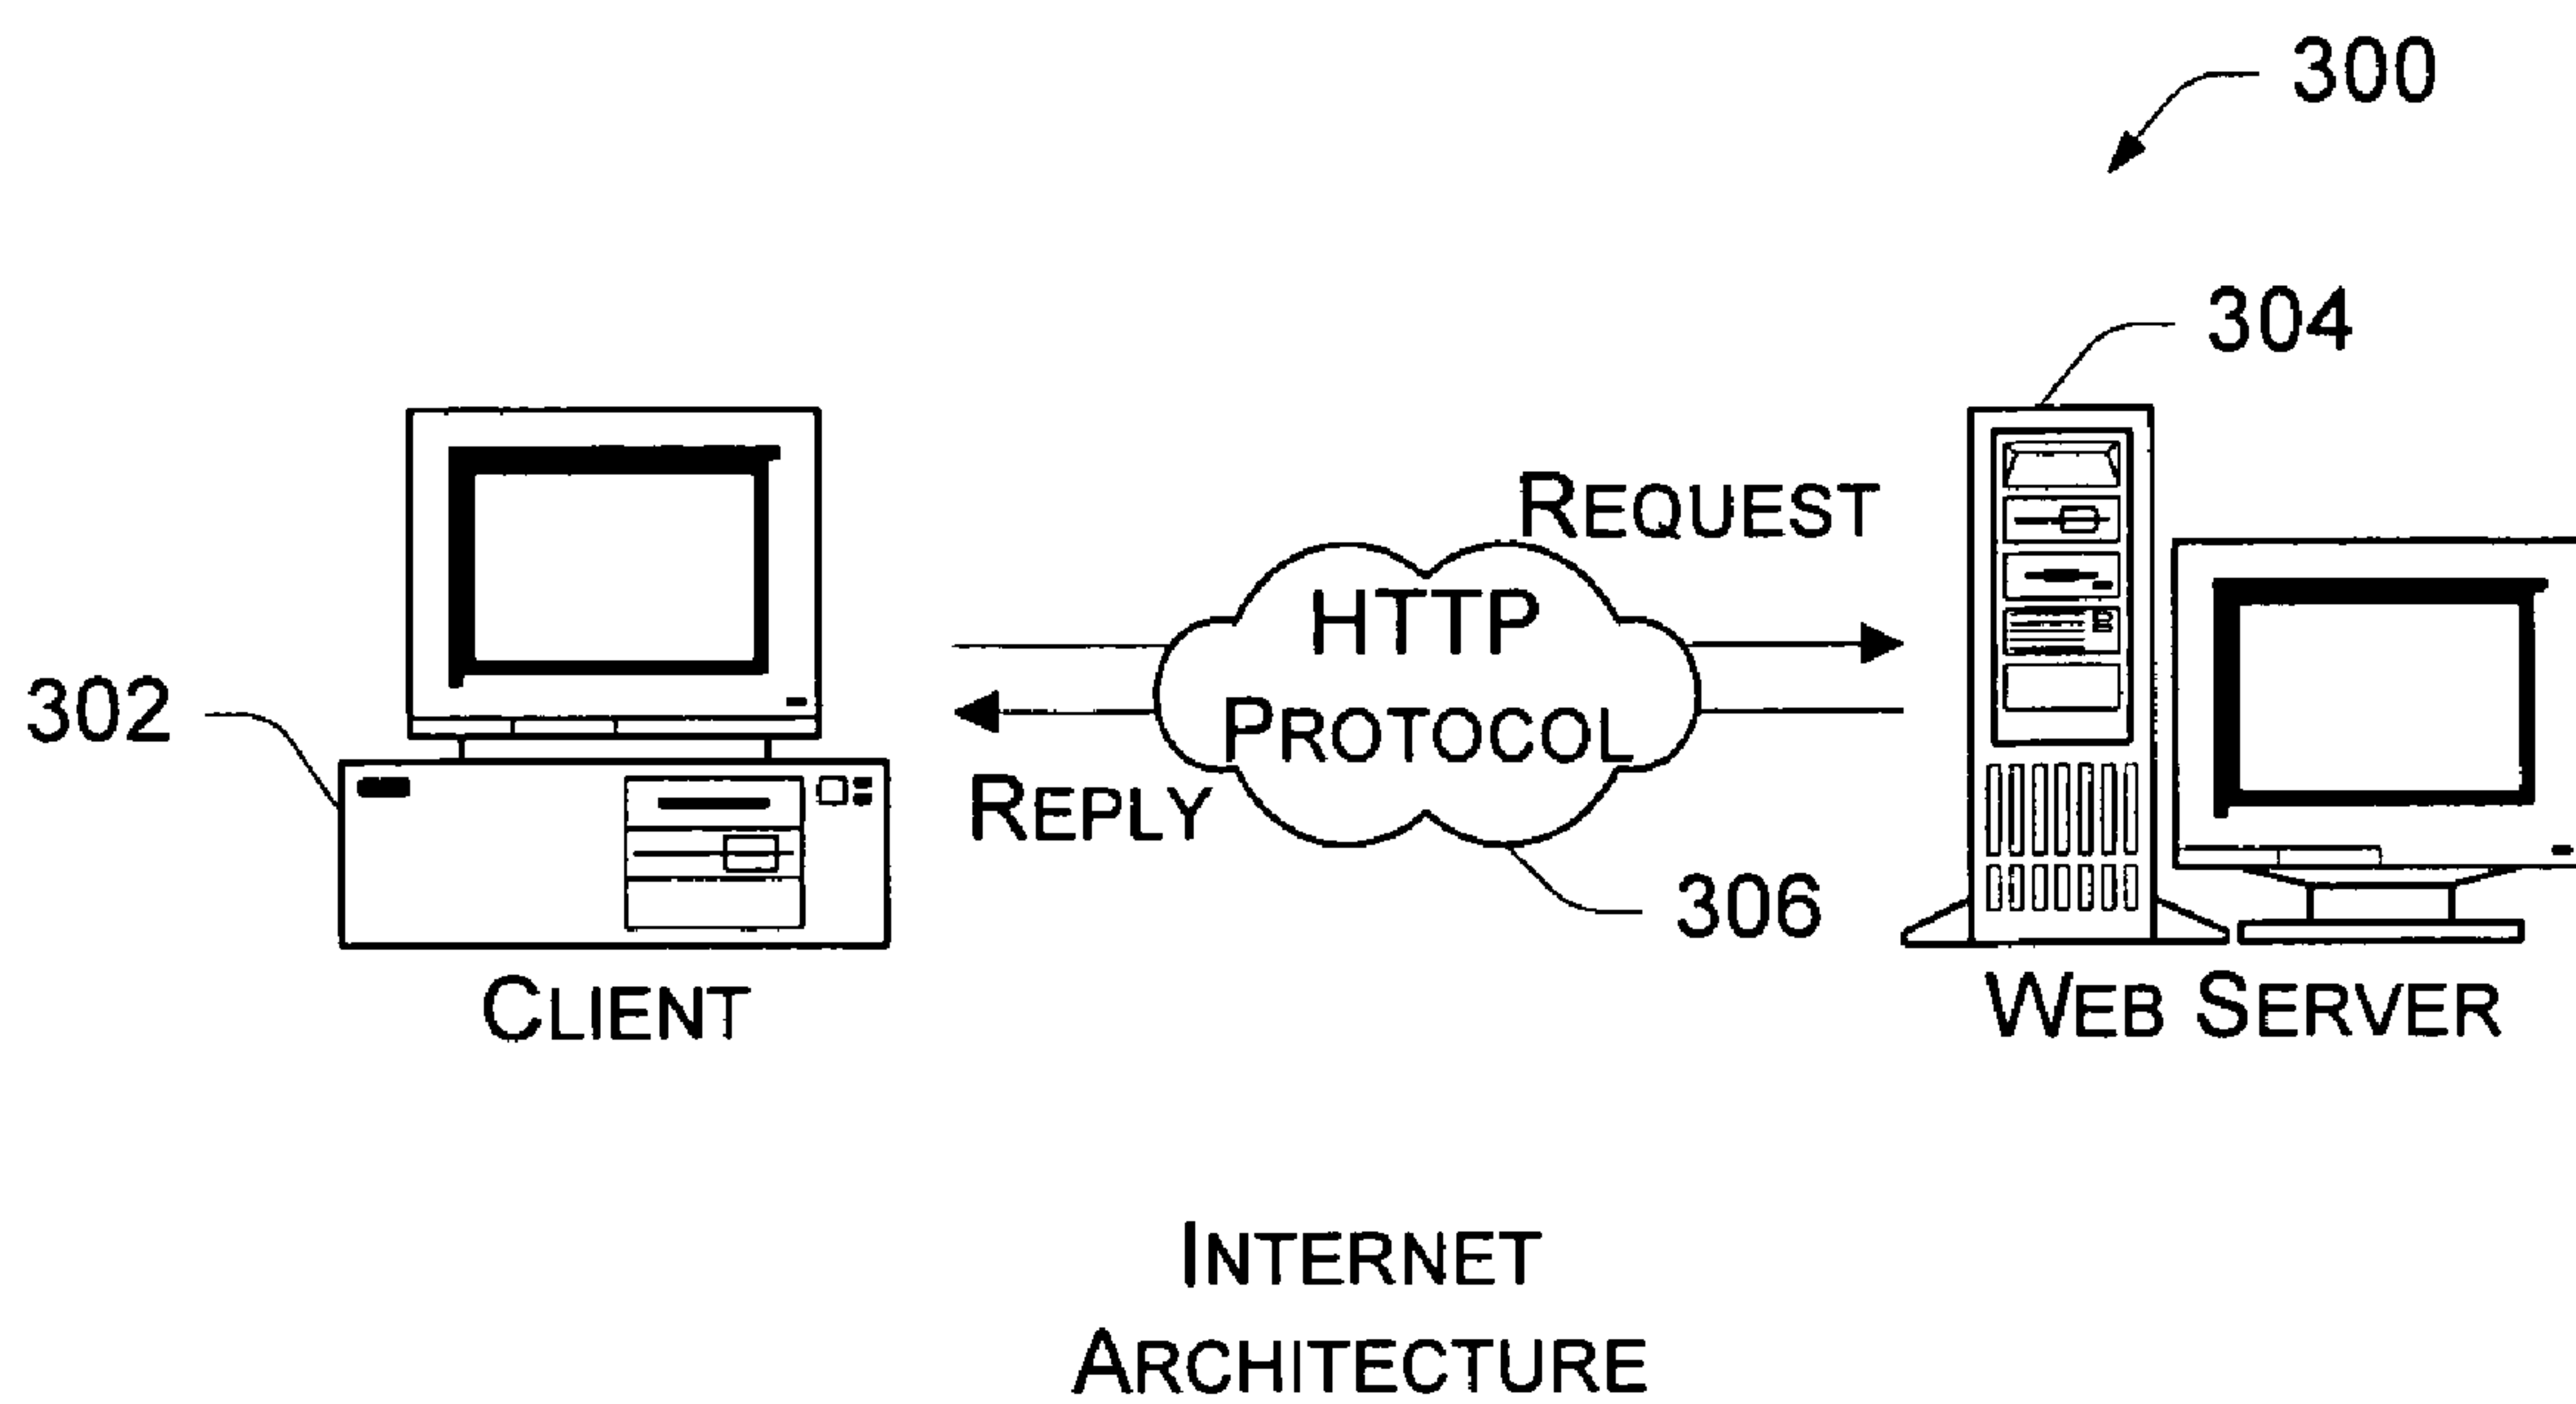 300
304
REQUEST
HTTP
PROTOCOL
302
REPLY
306
CLIENT
WEB SERVER
INTERNET
ARCHITECTURE